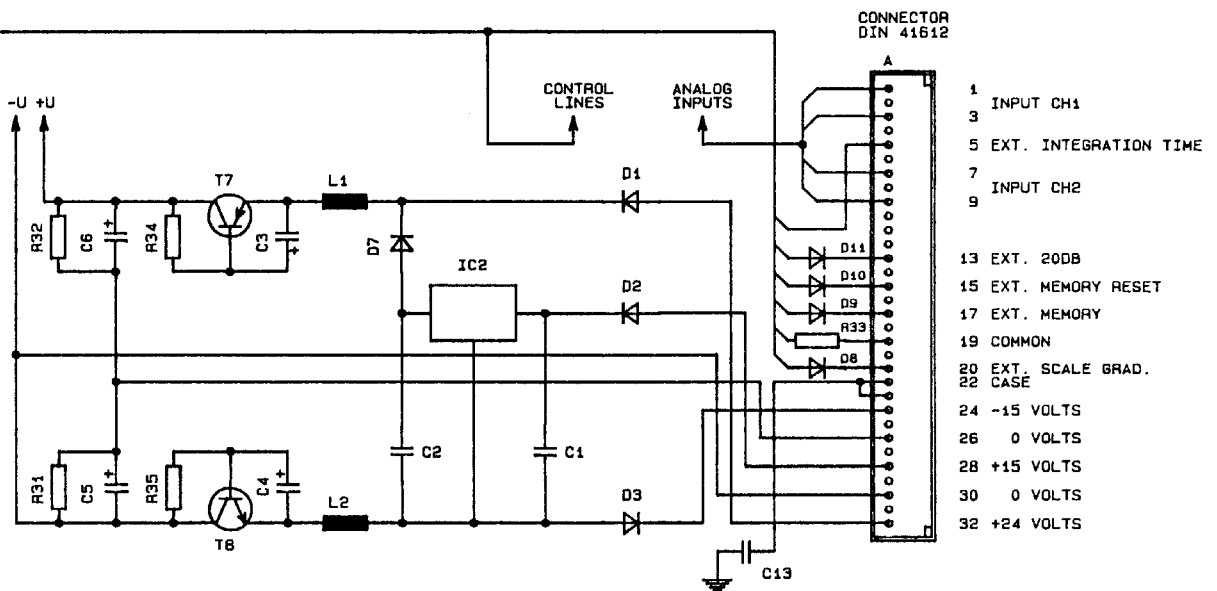 CONNECTOR
DIN 41612
A
-U +U
CONTROL
LINES
ANALOG
INPUTS
1
INPUT CH1
3
5 EXT. INTEGRATION TIME
7
INPUT CH2
9
T7
L1
D1
R32
C6
R34
C3
D7
IC2
D2
D11
13 EXT. 20DB
D10
15 EXT. MEMORY RESET
D9
17 EXT. MEMORY
R33
19 COMMON
D8
20 EXT. SCALE GRAD.
22 CASE
24 -15 VOLTS
26 0 VOLTS
28 +15 VOLTS
30 0 VOLTS
32 +24 VOLTS
R31
C5
R35
C4
L2
C2
C1
D3
T8
C13